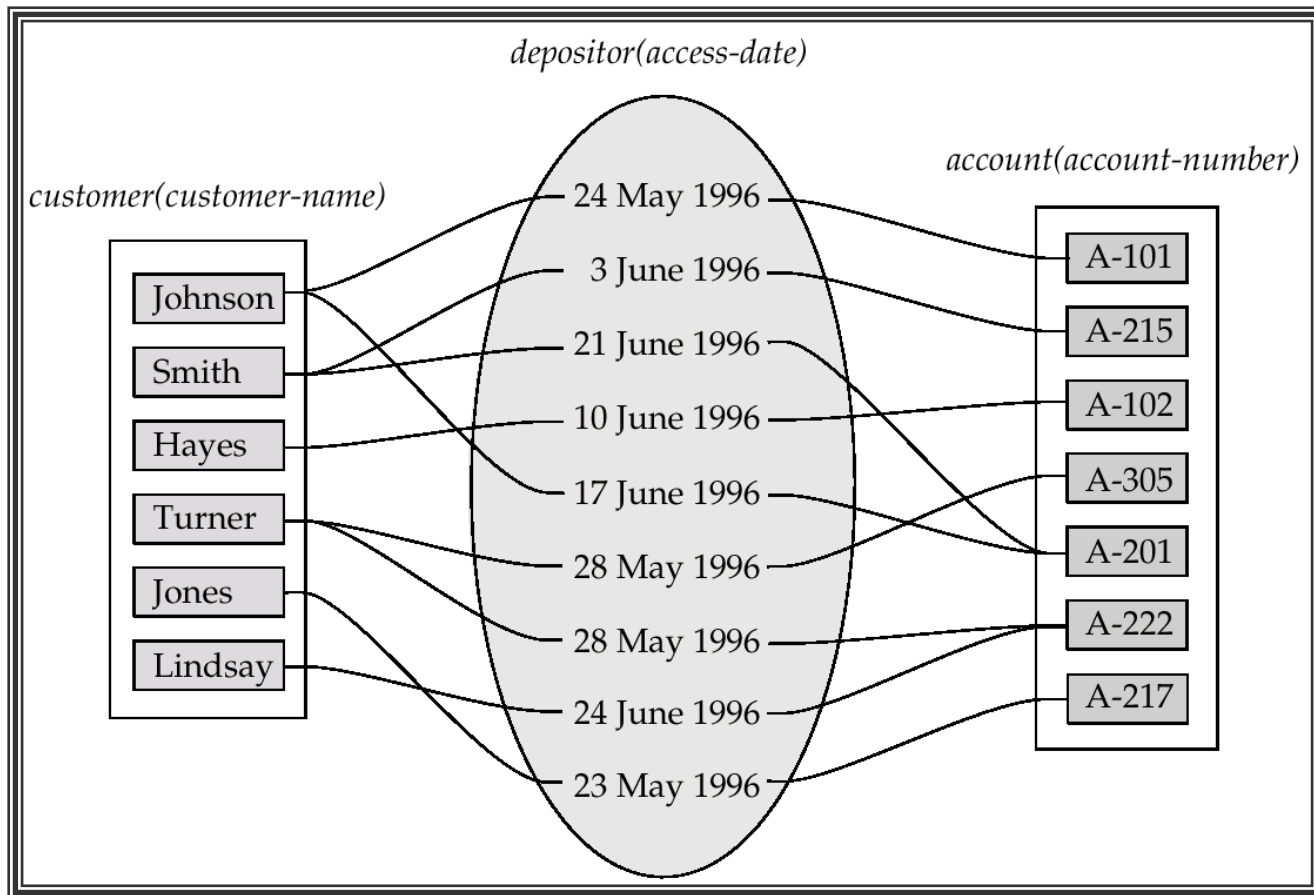 depositor(access-date)
customer(customer-name)
account(account-number)
Johnson
Smith
Hayes
Turner
Jones
Lindsay
24 May 1996
3 June 1996
21 June 1996
10 June 1996
17 June 1996
28 May 1996
28 May 1996
24 June 1996
23 May 1996
A-101
A-215
A-102
A-305
A-201
A-222
A-217